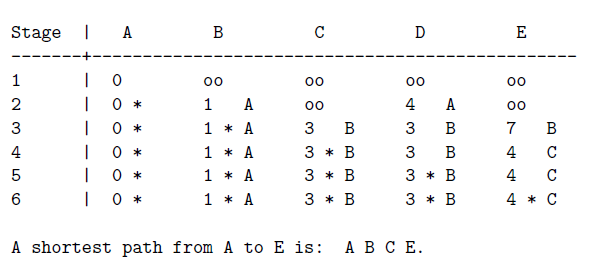 Stage  |   A       B        C        D        E
-------+--------------------------------------------------
1      |  0       oo       oo       oo       oo
2      |  0 *     1   A    oo       4   A    oo
3      |  0 *     1 * A    3   B    3   B    7   B
4      |  0 *     1 * A    3 * B    3   B    4   C
5      |  0 *     1 * A    3 * B    3 * B    4   C
6      |  0 *     1 * A    3 * B    3 * B    4 * C
A shortest path from A to E is:  A B C E.